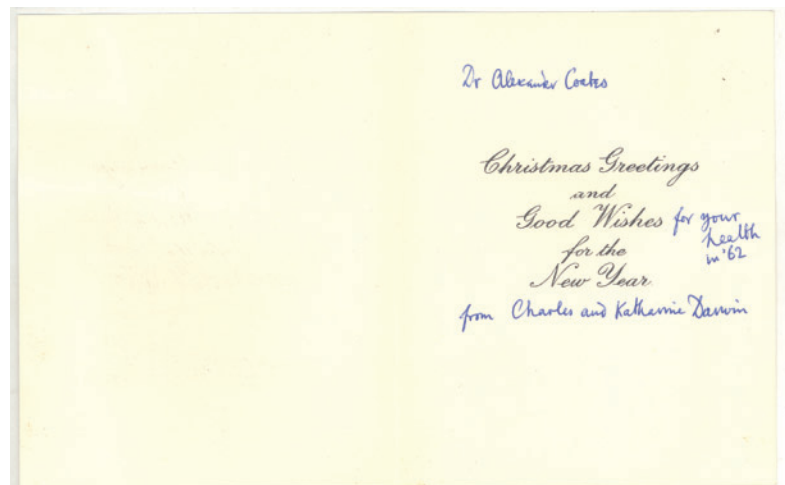 Dr Alexander Coates
Christmas Greetings
and
Good Wishes for your
health
in '62
for the
New Year
from Charles and Katharine Darwin